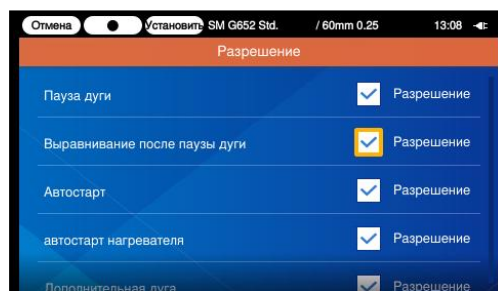 Отмена Установить SM G652 Std. / 60mm 0.25 13:08
Разрешение
Пауза дуги Разрешение
Выравнивание после паузы дуги Разрешение
Автостарт Разрешение
автостарт нагревателя Разрешение
Дополнительная дуга Разрешение